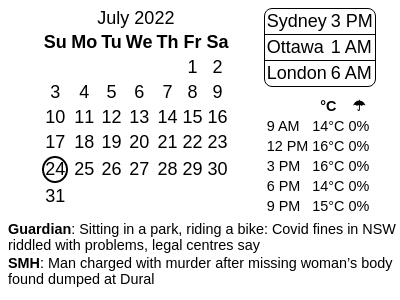 July 2022
Su Mo Tu We Th Fr Sa
1 2
3 4 5 6 7 8 9
10 11 12 13 14 15 16
17 18 19 20 21 22 23
24 25 26 27 28 29 30
31
Sydney 3 PM
Ottawa 1 AM
London 6 AM
°C ☂
9 AM 14°C 0%
12 PM 16°C 0%
3 PM 16°C 0%
6 PM 14°C 0%
9 PM 15°C 0%
Guardian: Sitting in a park, riding a bike: Covid fines in NSW
riddled with problems, legal centres say
SMH: Man charged with murder after missing woman’s body
found dumped at Dural